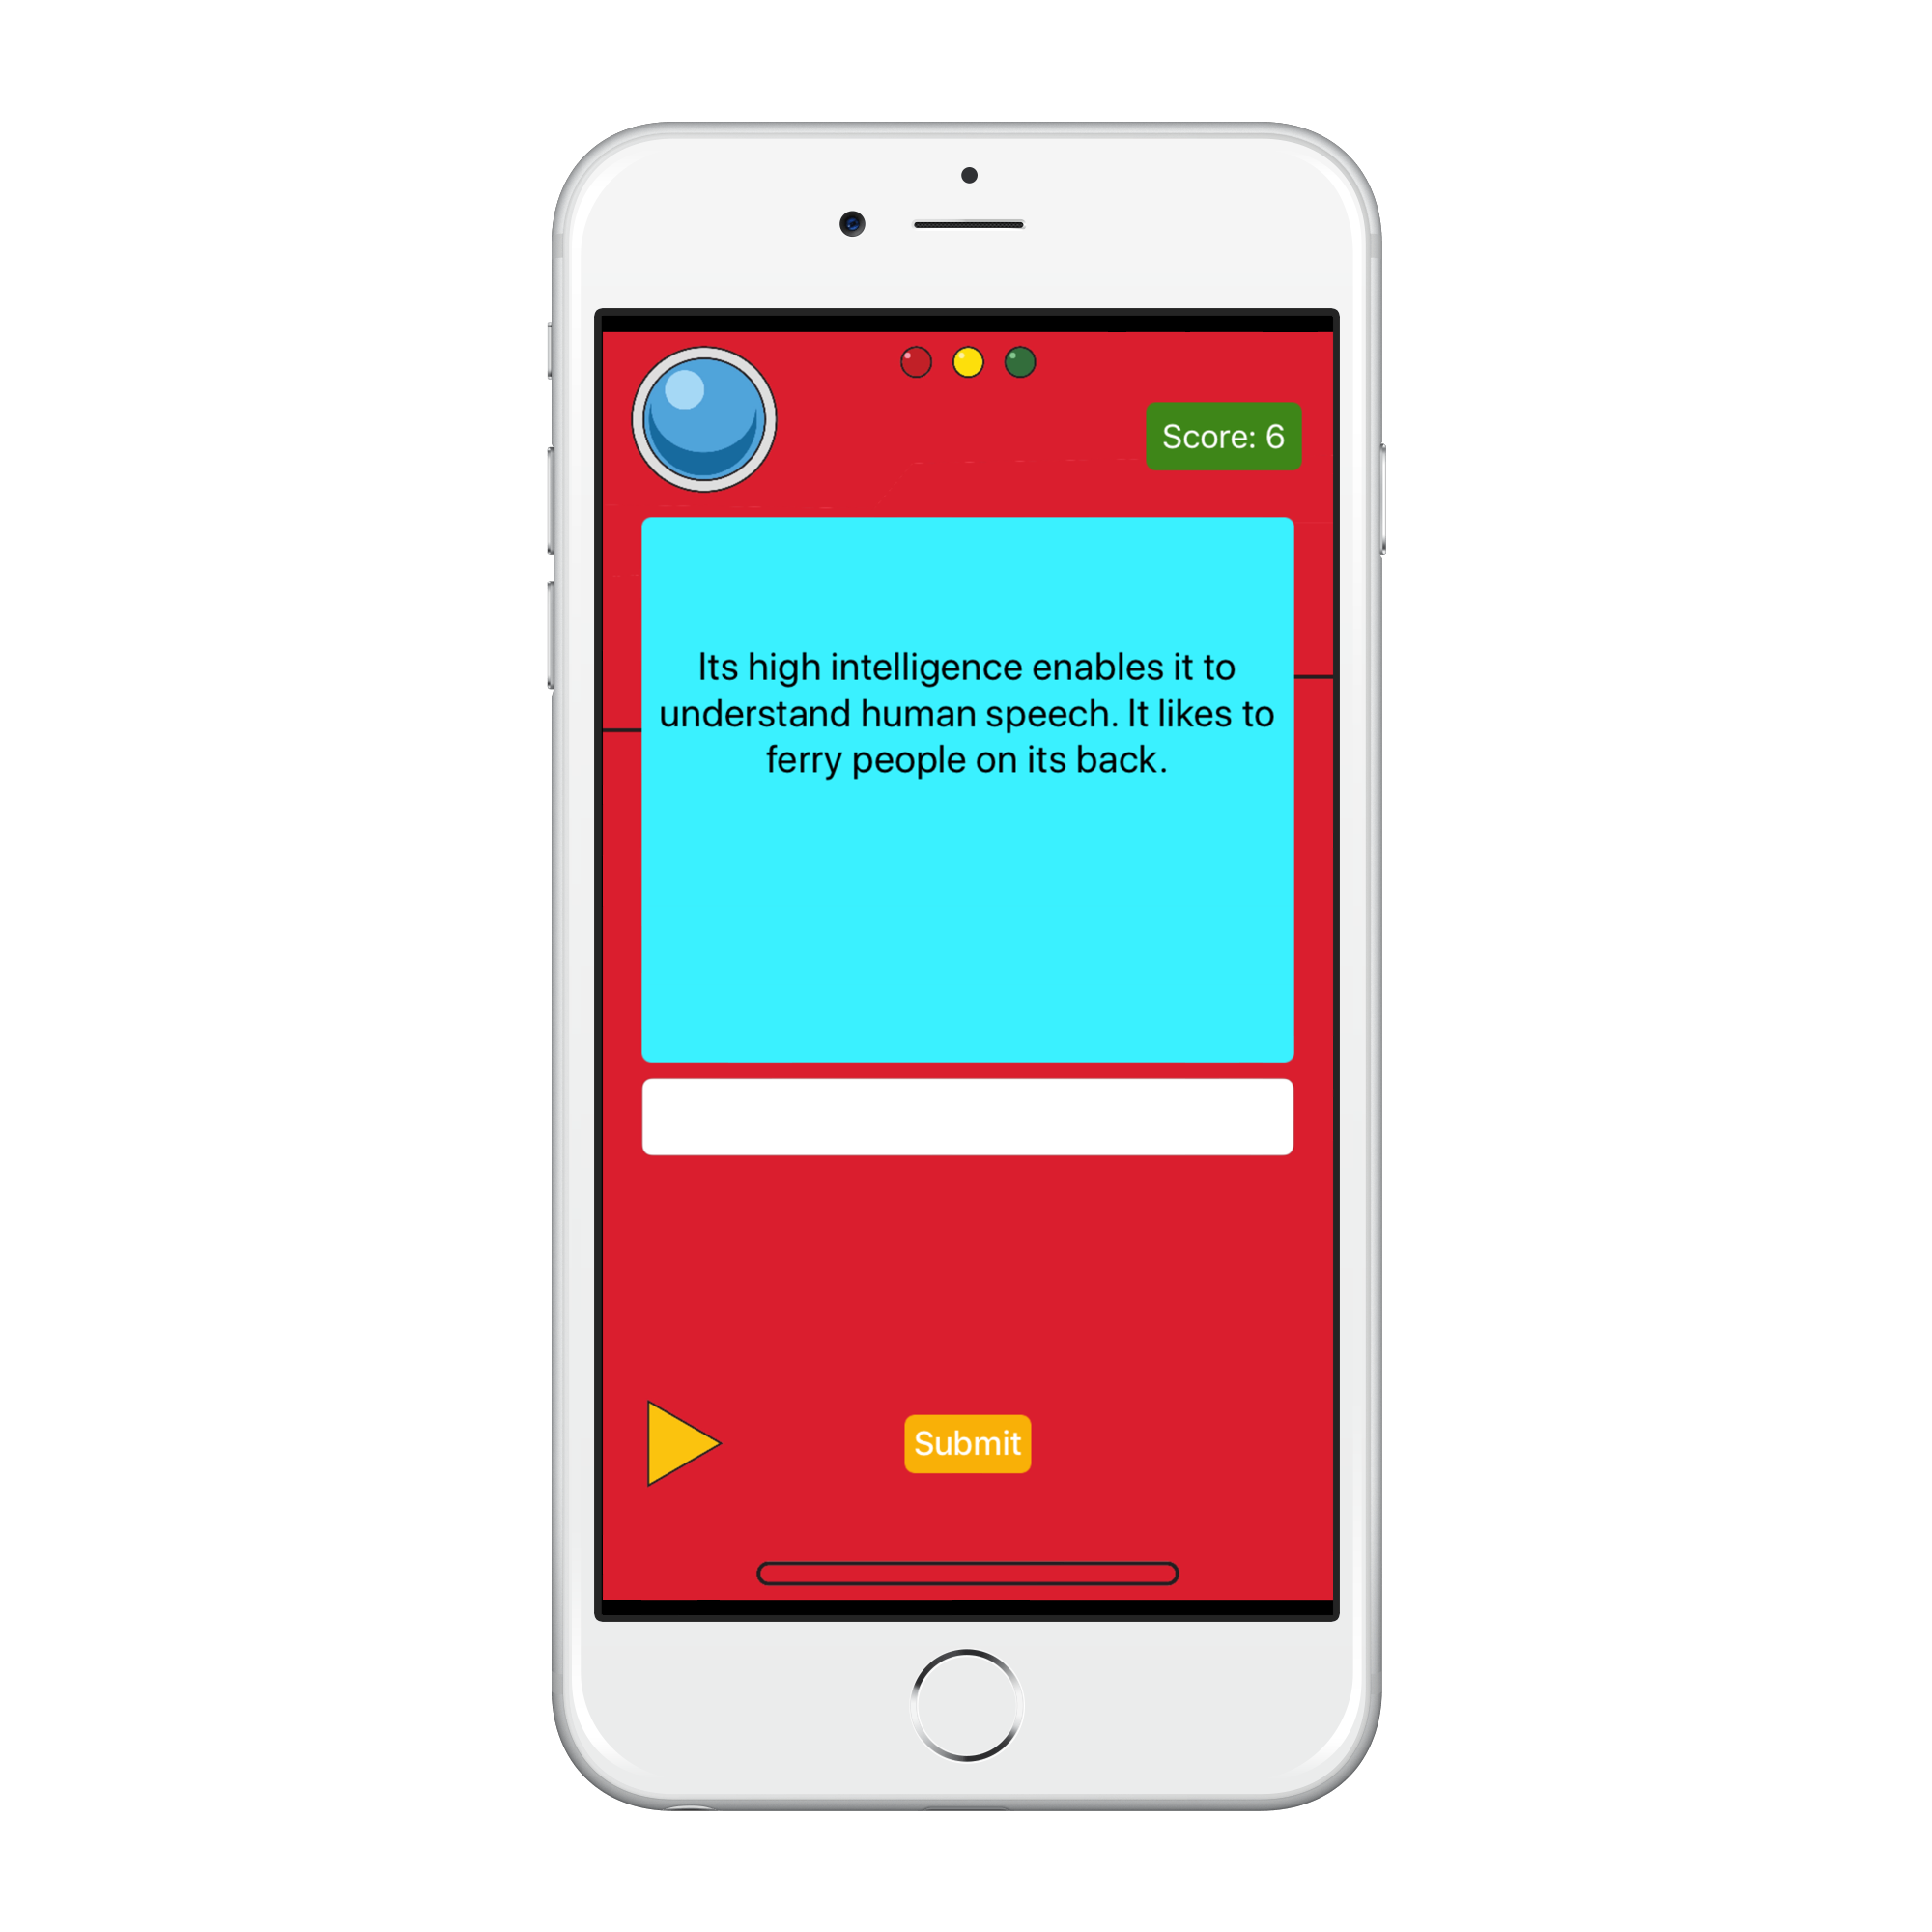 Score: 6
Its high intelligence enables it to
understand human speech. It likes to
ferry people on its back.
Submit